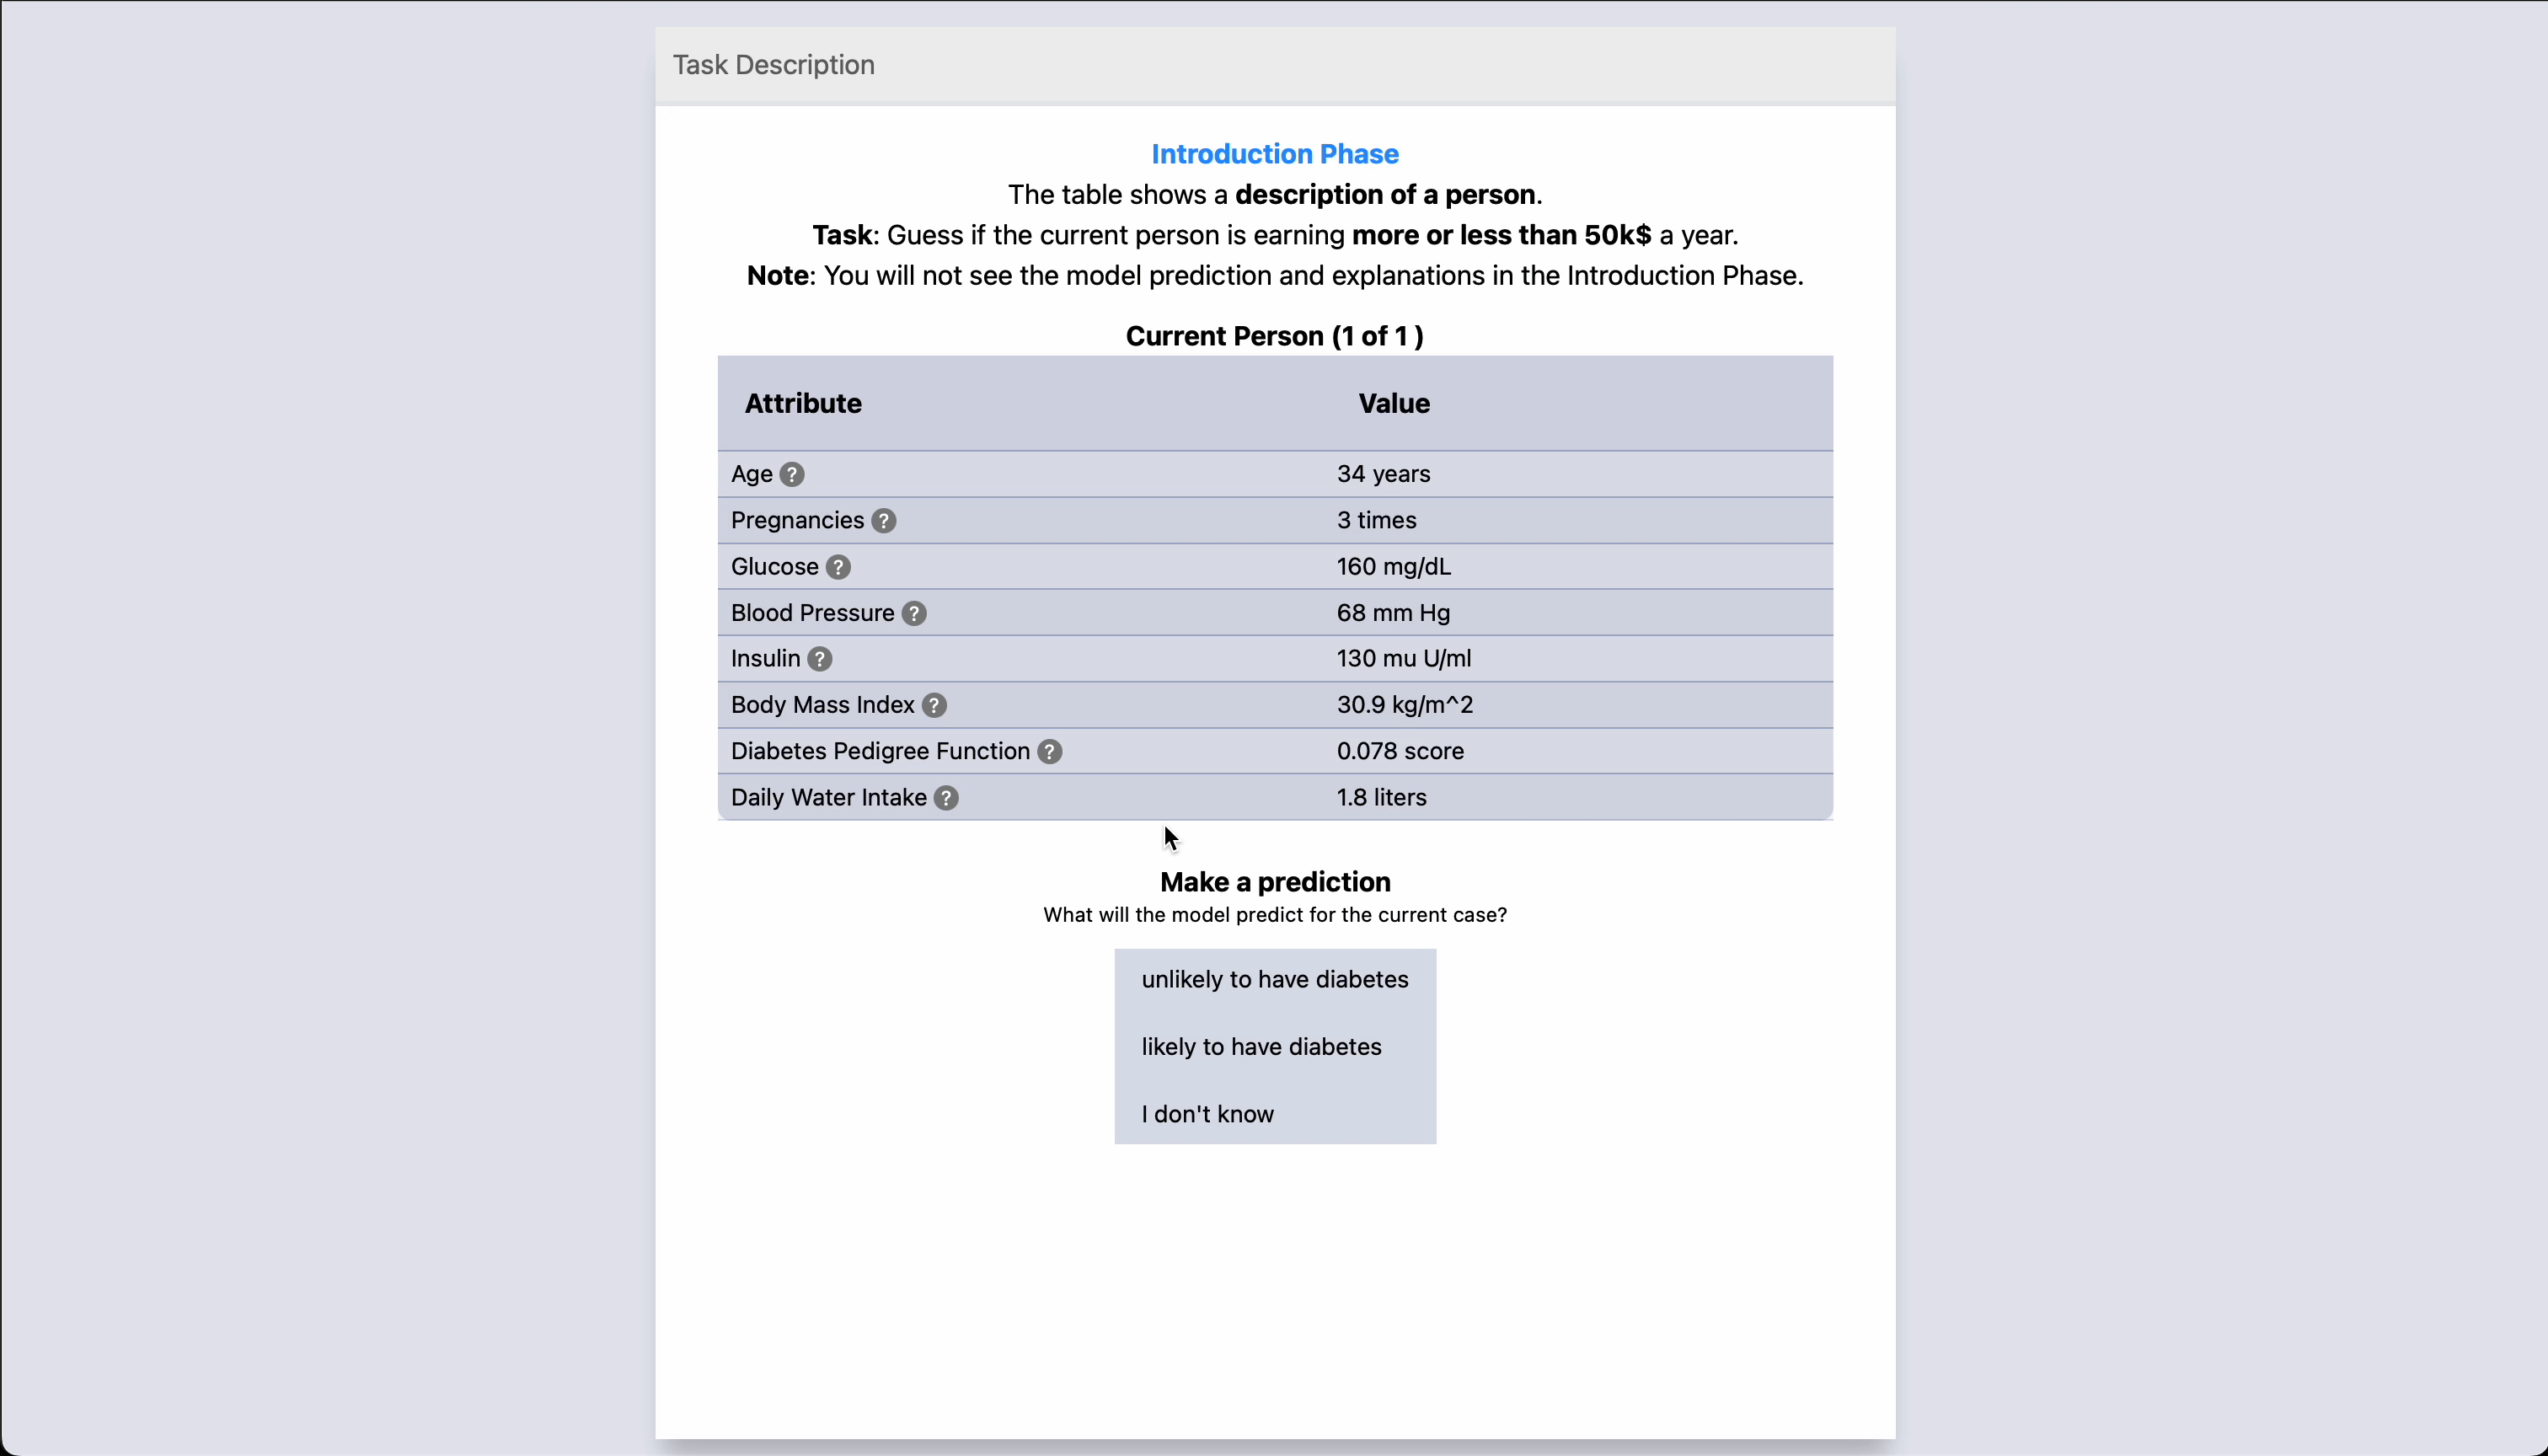 Task Description
Introduction Phase
The table shows a description of a person.
Task: Guess if the current person is earning more or less than 50k$ a year.
Note: You will not see the model prediction and explanations in the Introduction Phase.
Current Person (1 of 1 )
Attribute Value
Age ? 34 years
Pregnancies ? 3 times
Glucose ? 160 mg/dL
Blood Pressure ? 68 mm Hg
Insulin ? 130 mu U/ml
Body Mass Index ? 30.9 kg/m^2
Diabetes Pedigree Function ? 0.078 score
Daily Water Intake ? 1.8 liters
Make a prediction
What will the model predict for the current case?
unlikely to have diabetes
likely to have diabetes
I don't know